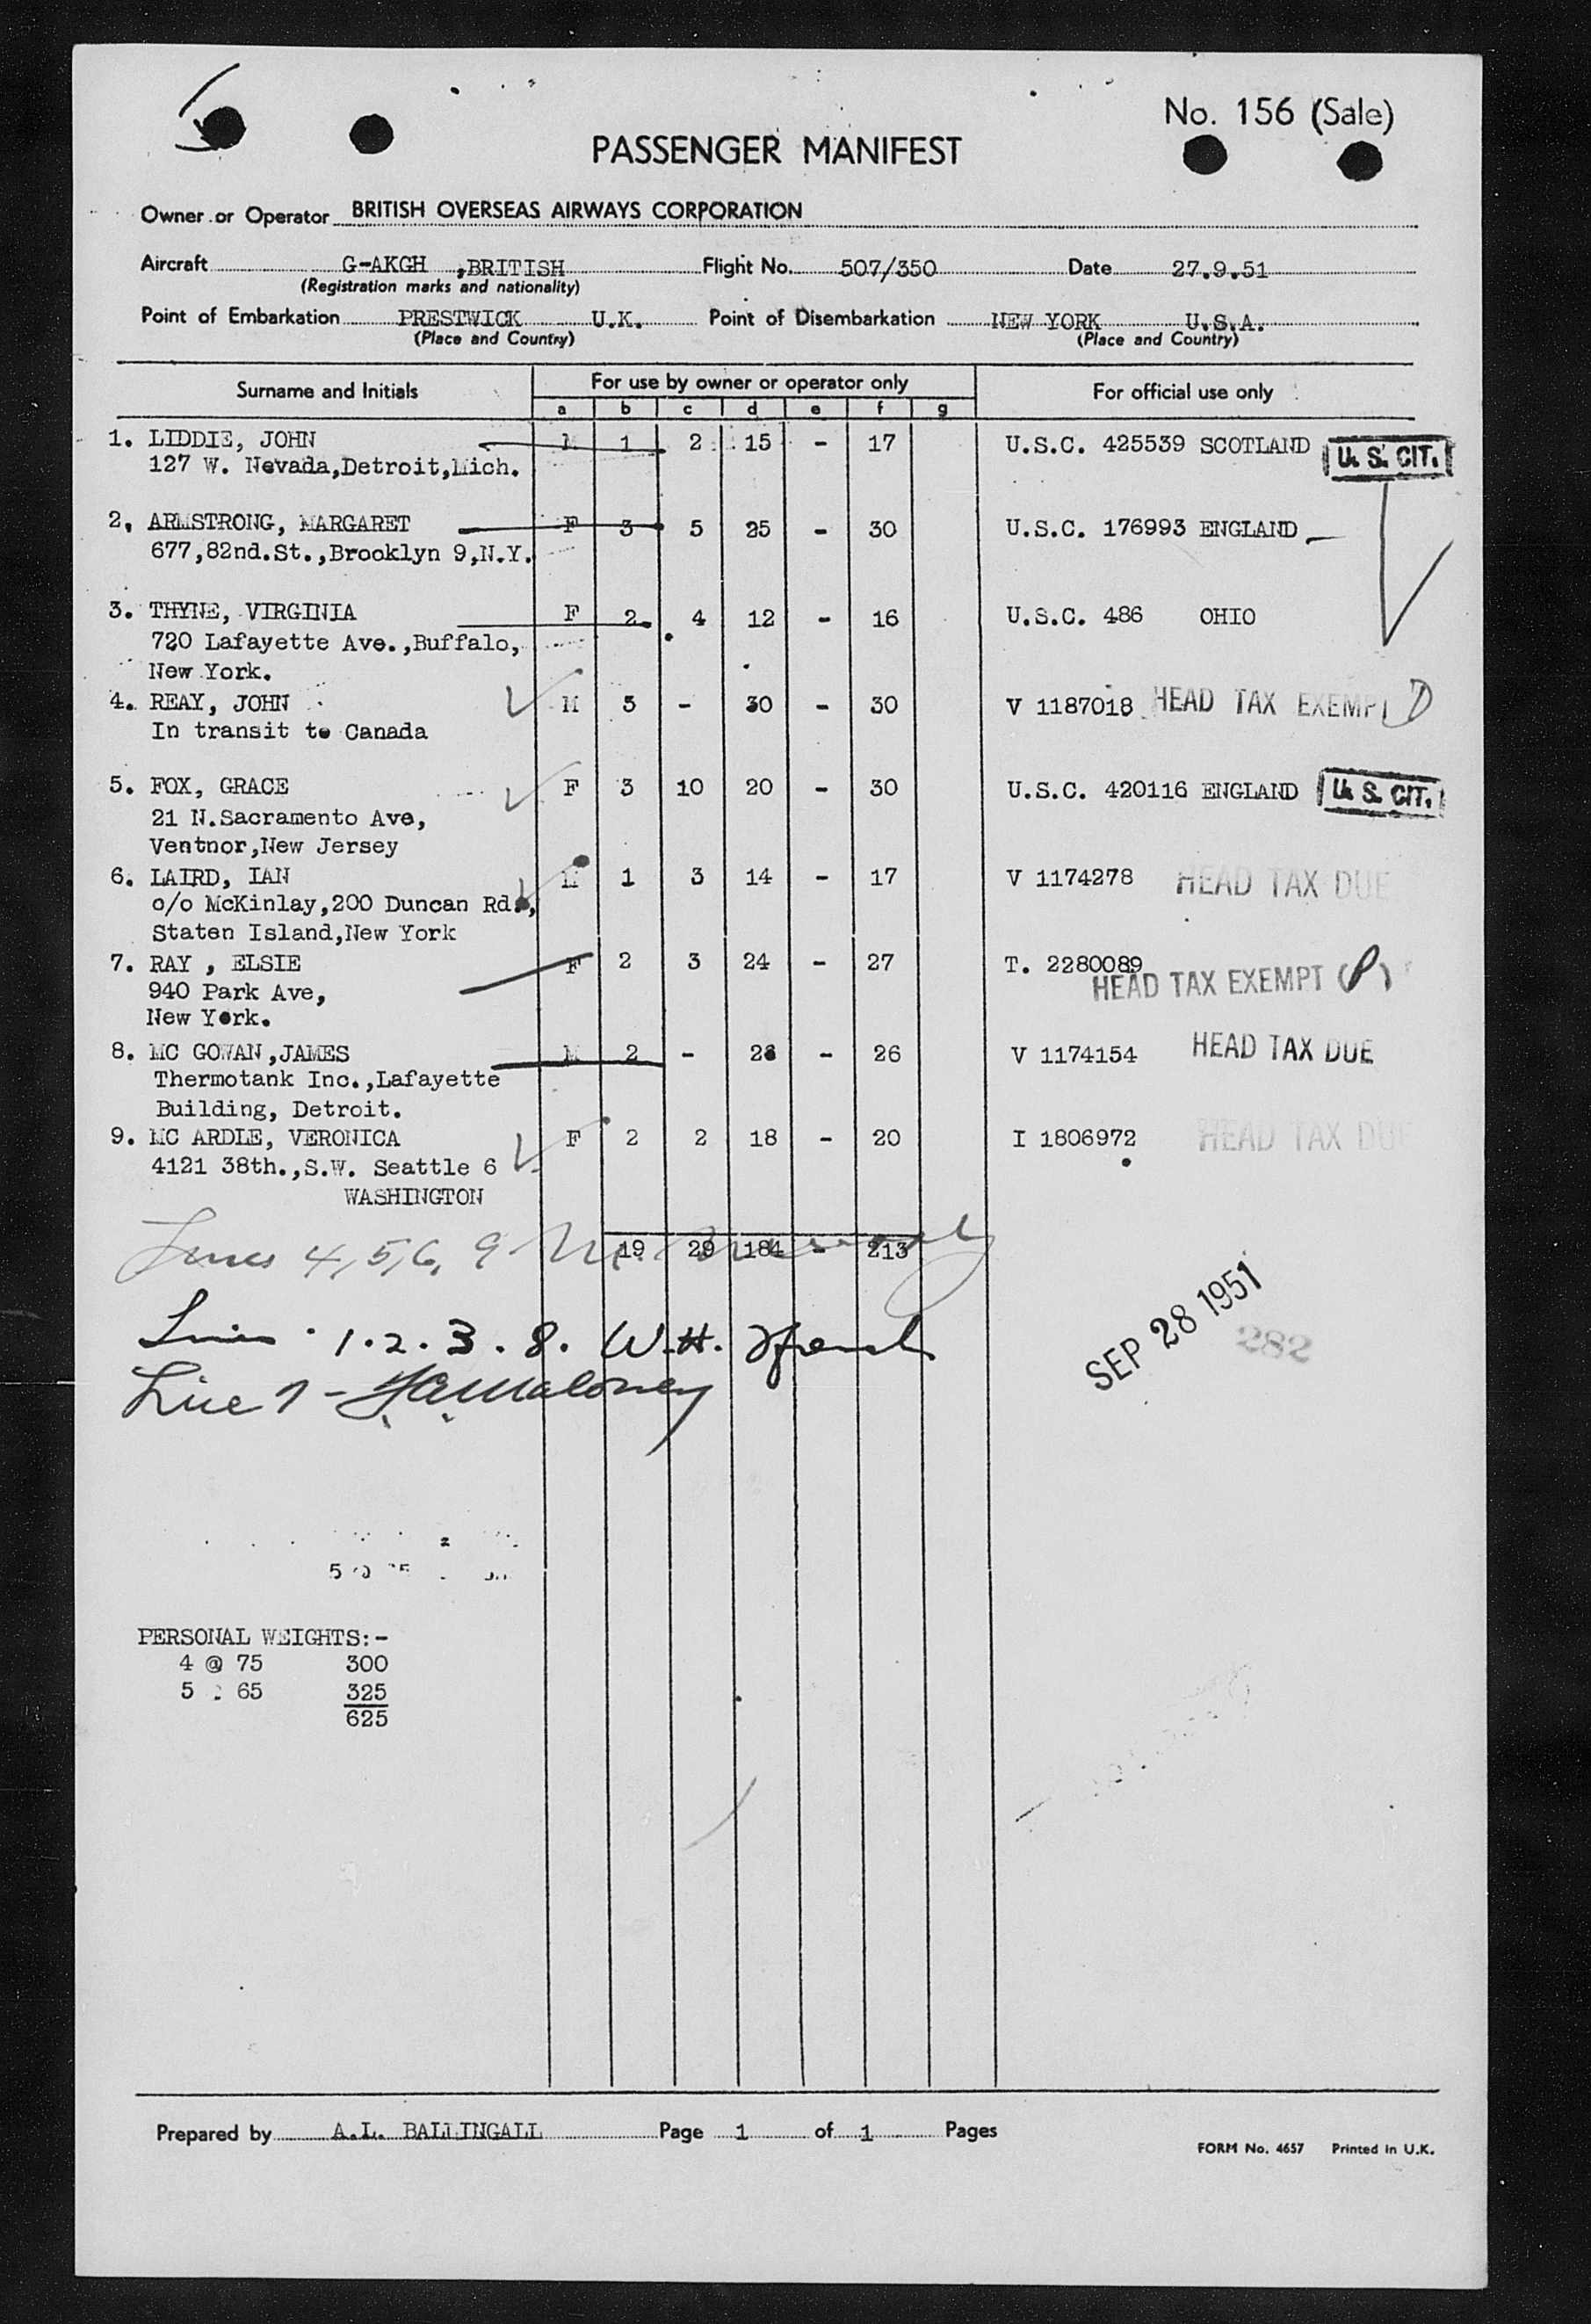 No. 156 (Sale)
PASSENGER MANIFEST
Owner or Operator BRITISH OVERSEAS AIRWAYS CORPORATION
Aircraft G-AKGH ,BRITISH Flight No. 507/350 Date 27.9.51
(Registration marks and nationality)
Point of Embarkation PRESTWICK U.K. Point of Disembarkation NEW YORK U.S.A.
(Place and Country) (Place and Country)
Surname and Initials For use by owner or operator only For official use only
a b c d e f g
1. LIDDIE, JOHN M 1 2 15 - 17 U.S.C. 425539 SCOTLAND U. S. CIT.
127 W. Nevada,Detroit,Mich.
2. ARMSTRONG, MARGARET F 3 5 25 - 30 U.S.C. 176993 ENGLAND
677,82nd.St.,Brooklyn 9,N.Y.
3. THYNE, VIRGINIA F 2 4 12 - 16 U.S.C. 486 OHIO
720 Lafayette Ave.,Buffalo,
New York.
4. REAY, JOHN M 3 - 30 - 30 V 1187018 HEAD TAX EXEMPT
In transit to Canada
5. FOX, GRACE F 3 10 20 - 30 U.S.C. 420116 ENGLAND U. S. CIT.
21 N.Sacramento Ave,
Ventnor,New Jersey
6. LAIRD, IAN M 1 3 14 - 17 V 1174278 HEAD TAX DUE
c/o McKinlay,200 Duncan Rd.,
Staten Island,New York
7. RAY , ELSIE F 2 3 24 - 27 T. 2280089
HEAD TAX EXEMPT (P)
940 Park Ave,
New York.
8. MC GOWAN,JAMES M 2 - 26 - 26 V 1174154 HEAD TAX DUE
Thermotank Inc.,Lafayette
Building, Detroit.
9. MC ARDLE, VERONICA F 2 2 18 - 20 I 1806972 HEAD TAX DUE
4121 38th.,S.W. Seattle 6
WASHINGTON
19 29 184 - 213
Lines 4,5,6, 9
Lines 1.2.3.8. W.H.
Line 7 - Maloney
SEP 28 1951
282
PERSONAL WEIGHTS:-
4 @ 75 300
5 : 65 325
625
Prepared by A.L. BALLINGALL Page 1 of 1 Pages
FORM No. 4657 Printed in U.K.